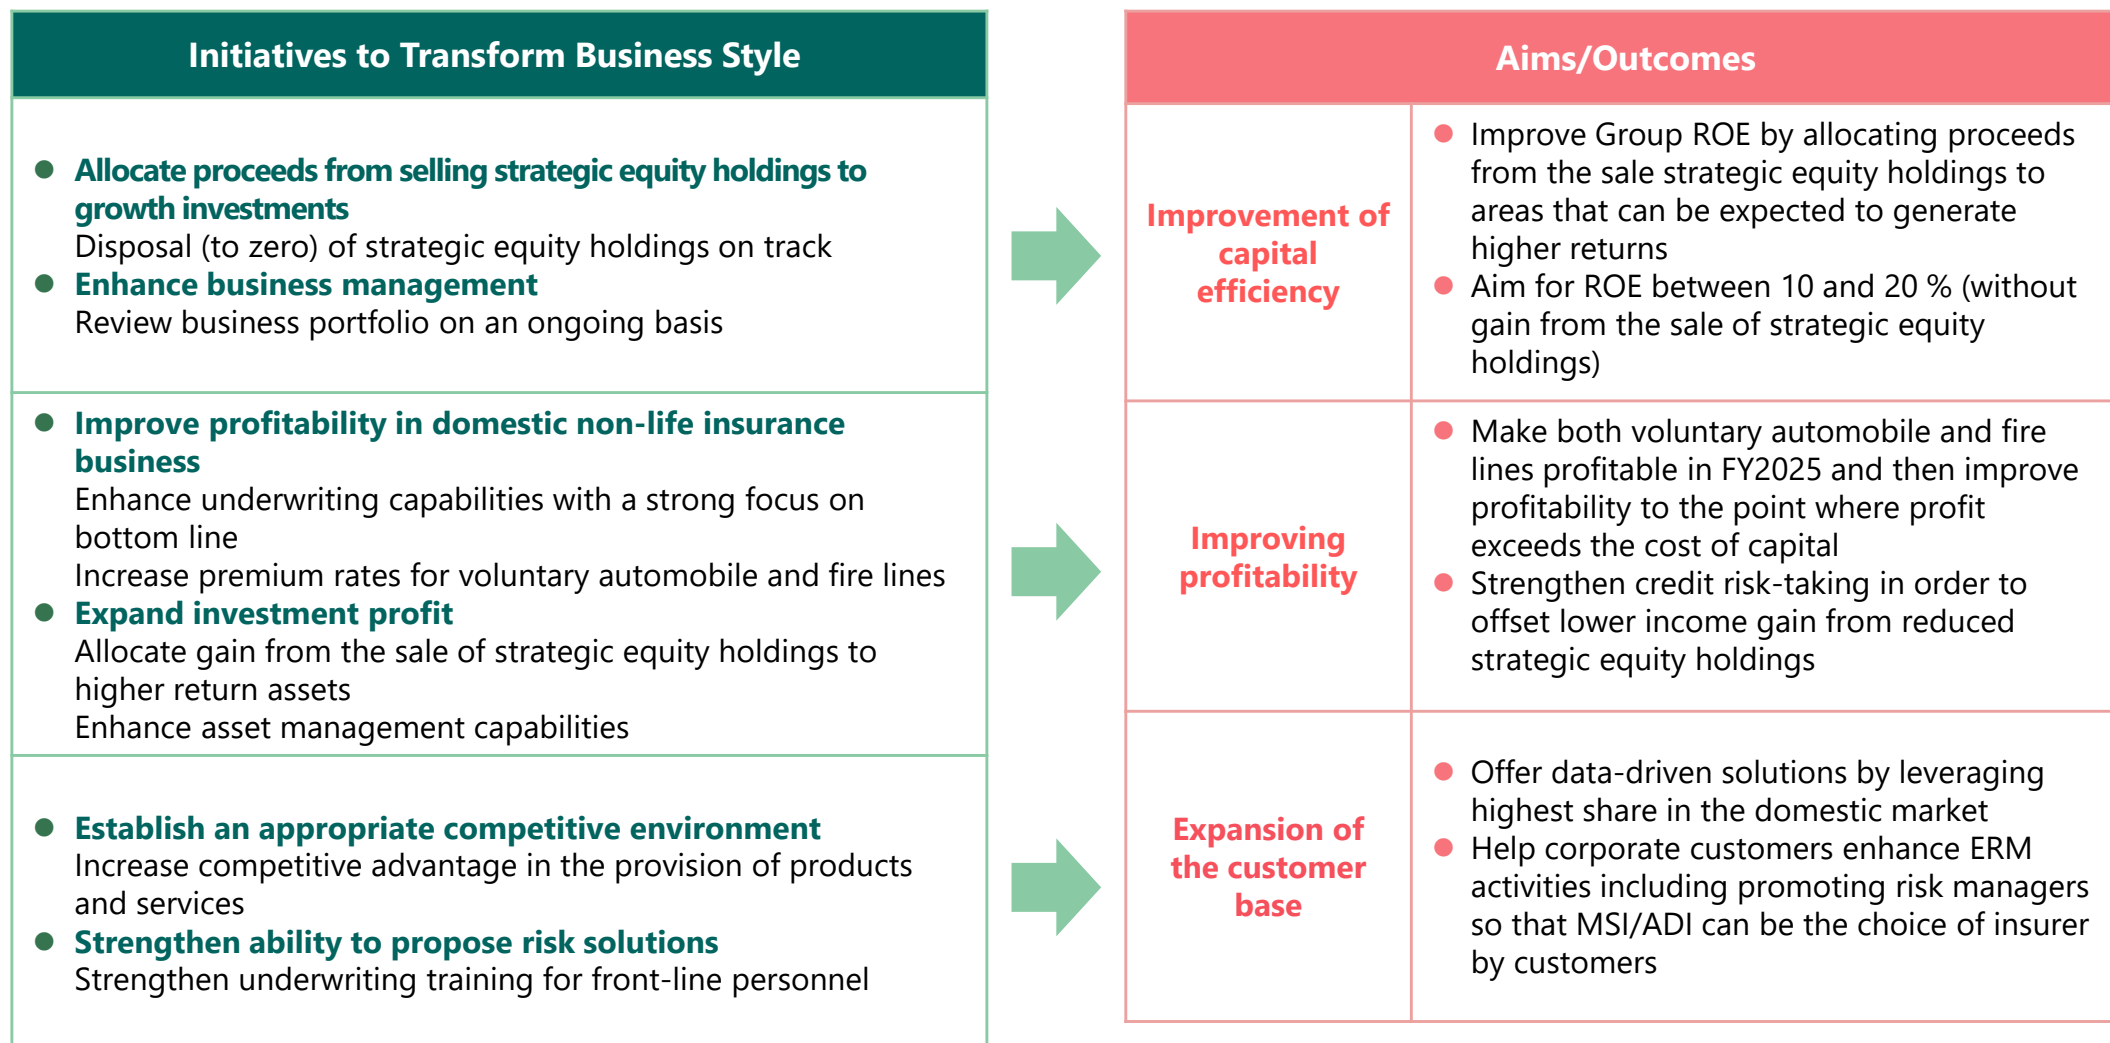 Initiatives to Transform Business Style
● Allocate proceeds from selling strategic equity holdings to
growth investments
Disposal (to zero) of strategic equity holdings on track
● Enhance business management
Review business portfolio on an ongoing basis
● Improve profitability in domestic non-life insurance
business
Enhance underwriting capabilities with a strong focus on
bottom line
Increase premium rates for voluntary automobile and fire lines
● Expand investment profit
Allocate gain from the sale of strategic equity holdings to
higher return assets
Enhance asset management capabilities
● Establish an appropriate competitive environment
Increase competitive advantage in the provision of products
and services
● Strengthen ability to propose risk solutions
Strengthen underwriting training for front-line personnel
Aims/Outcomes
Improvement of
capital
efficiency
● Improve Group ROE by allocating proceeds
from the sale strategic equity holdings to
areas that can be expected to generate
higher returns
● Aim for ROE between 10 and 20 % (without
gain from the sale of strategic equity
holdings)
Improving
profitability
● Make both voluntary automobile and fire
lines profitable in FY2025 and then improve
profitability to the point where profit
exceeds the cost of capital
● Strengthen credit risk-taking in order to
offset lower income gain from reduced
strategic equity holdings
Expansion of
the customer
base
● Offer data-driven solutions by leveraging
highest share in the domestic market
● Help corporate customers enhance ERM
activities including promoting risk managers
so that MSI/ADI can be the choice of insurer
by customers